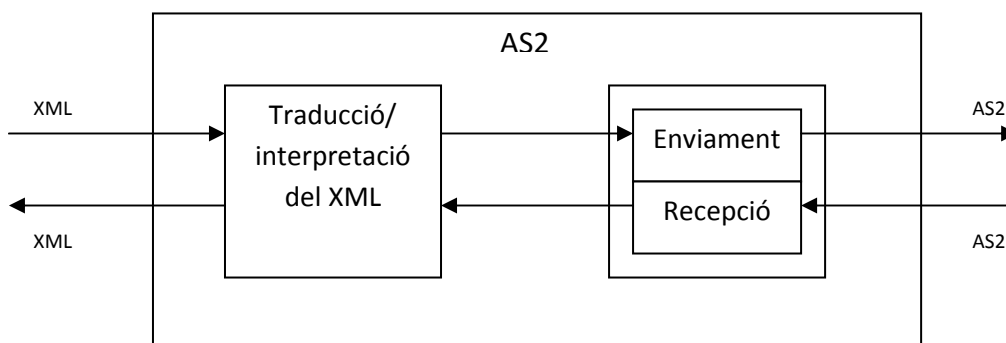 AS2
XML
Traducció/
interpretació
del XML
Enviament
AS2
XML
Recepció
AS2